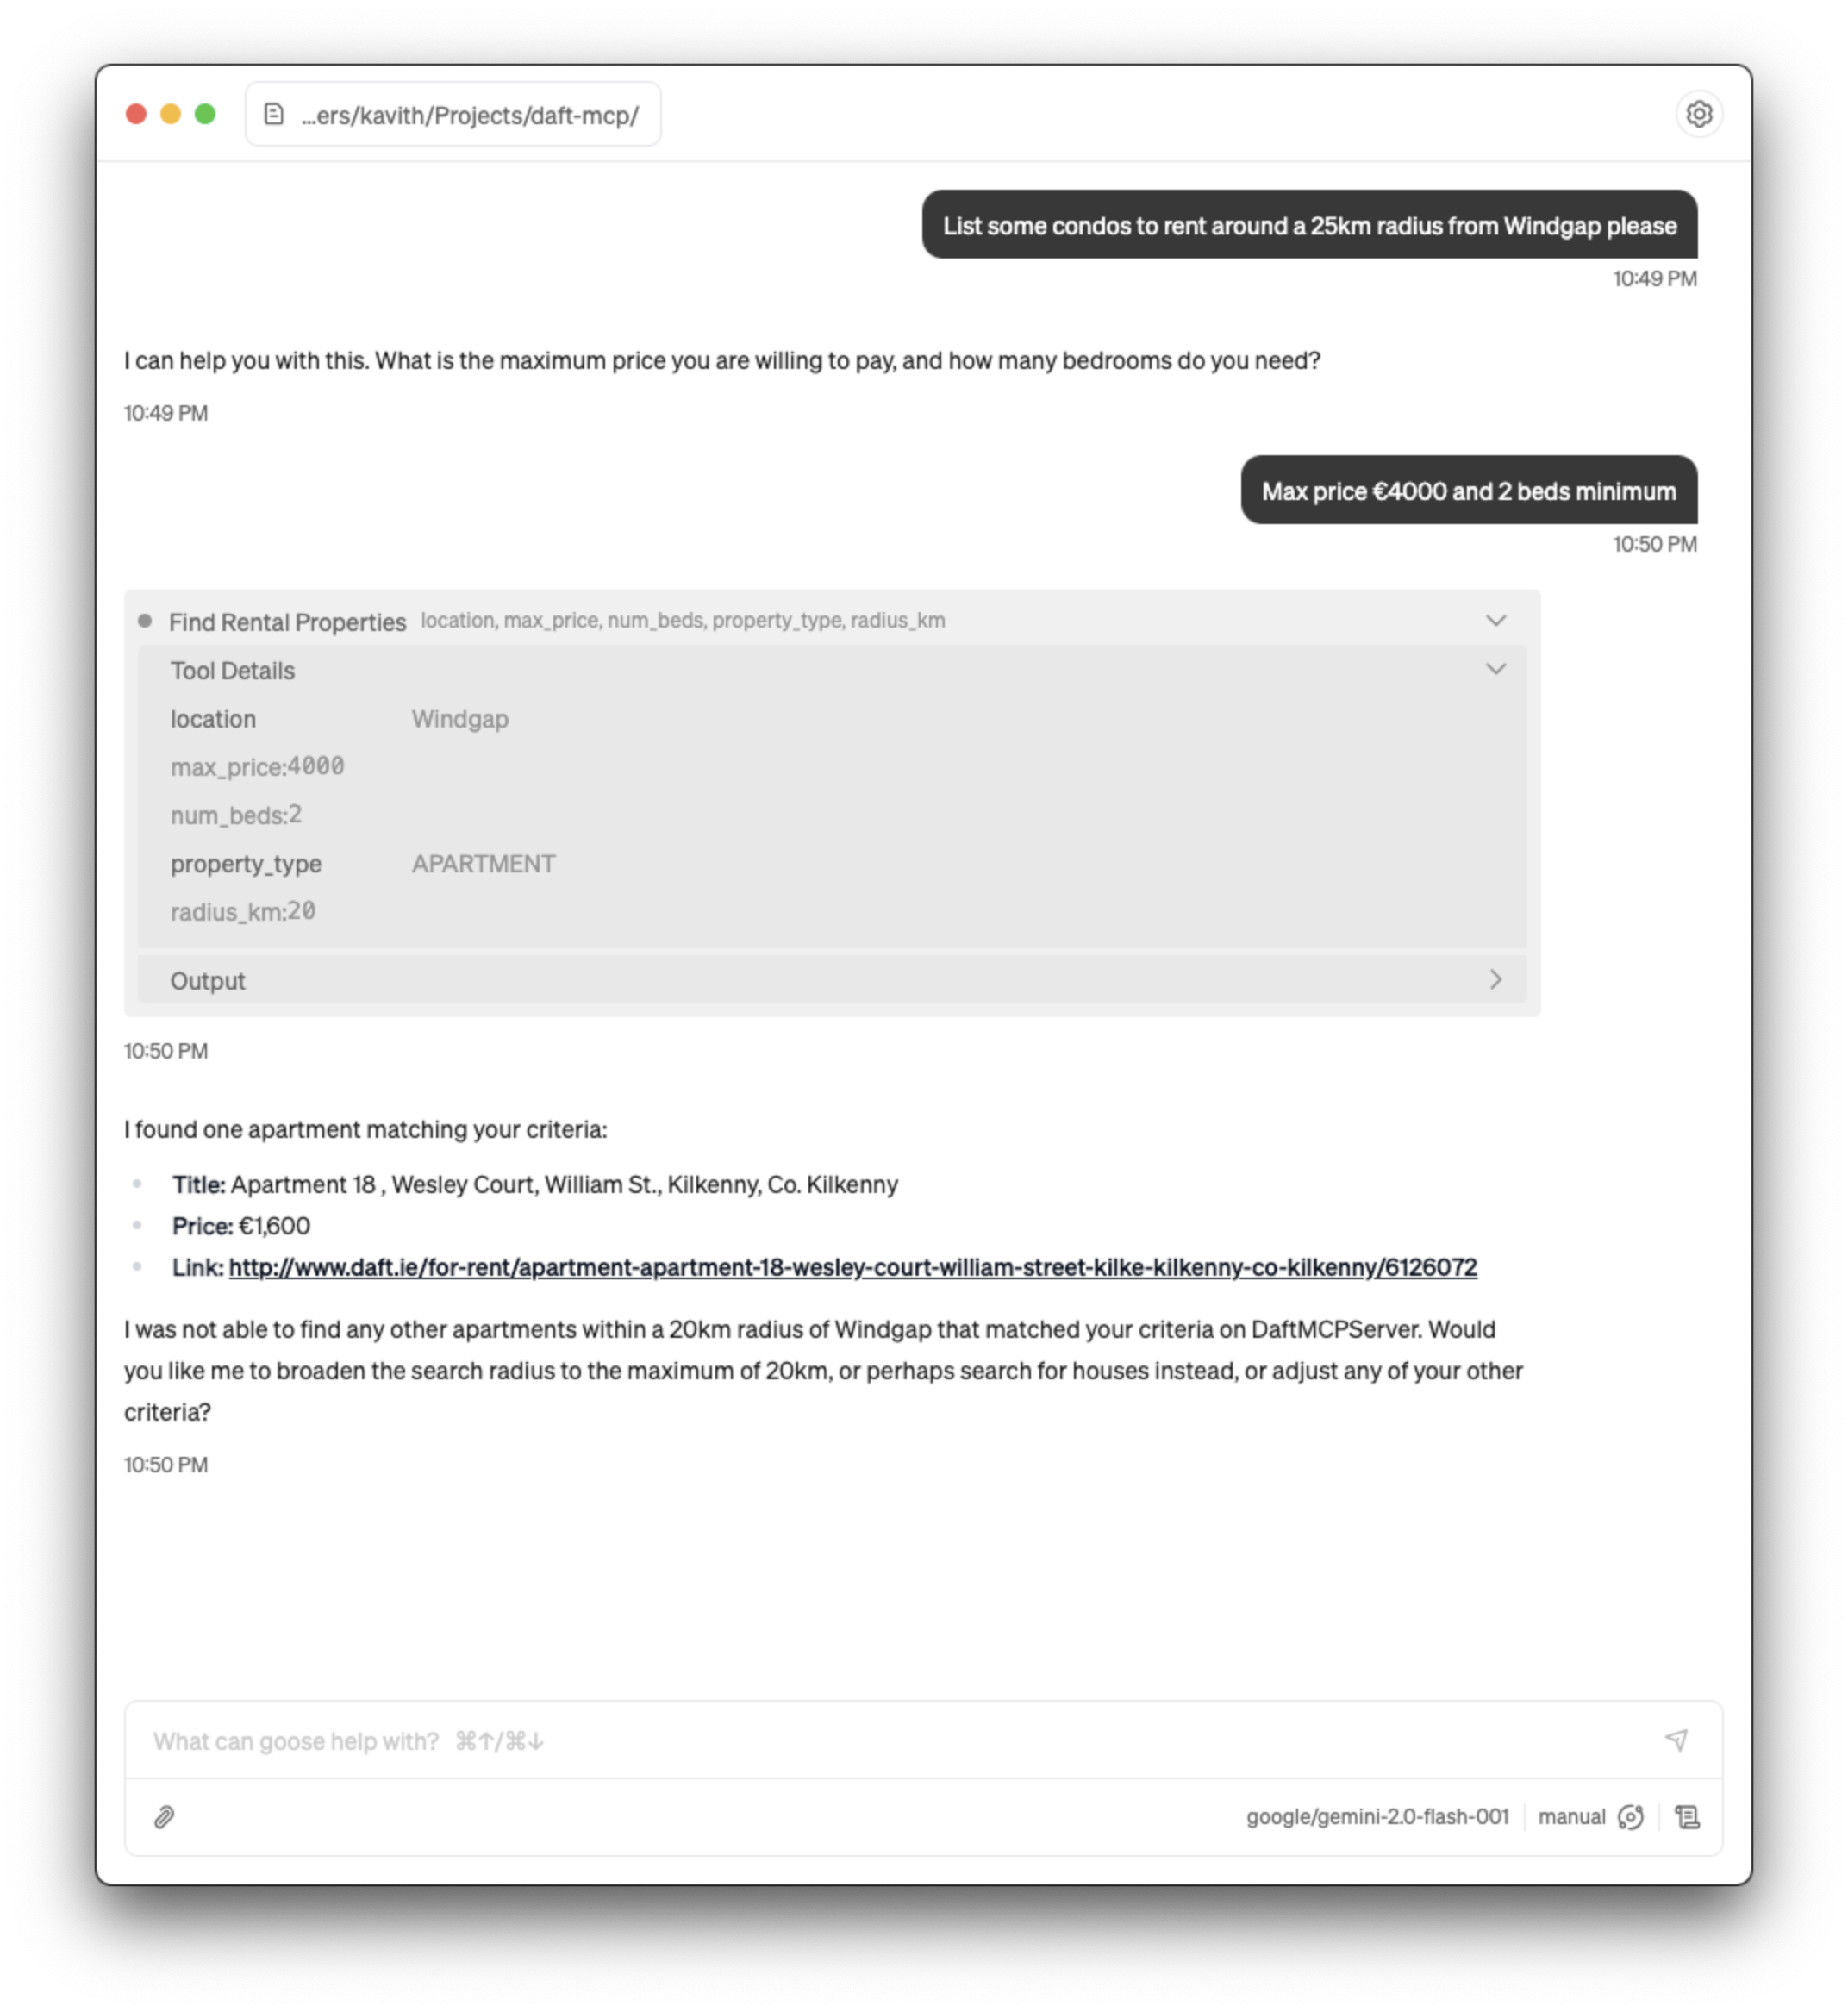 ...ers/kavith/Projects/daft-mcp/
List some condos to rent around a 25km radius from Windgap please
10:49 PM
I can help you with this. What is the maximum price you are willing to pay, and how many bedrooms do you need?
10:49 PM
Max price €4000 and 2 beds minimum
10:50 PM
Find Rental Properties location, max_price, num_beds, property_type, radius_km
Tool Details
location Windgap
max_price:4000
num_beds:2
property_type APARTMENT
radius_km:20
Output
10:50 PM
I found one apartment matching your criteria:
• Title: Apartment 18 , Wesley Court, William St., Kilkenny, Co. Kilkenny
• Price: €1,600
• Link: http://www.daft.ie/for-rent/apartment-apartment-18-wesley-court-william-street-kilke-kilkenny-co-kilkenny/6126072
I was not able to find any other apartments within a 20km radius of Windgap that matched your criteria on DaftMCPServer. Would
you like me to broaden the search radius to the maximum of 20km, or perhaps search for houses instead, or adjust any of your other
criteria?
10:50 PM
What can goose help with? ⌘↑/⌘↓
google/gemini-2.0-flash-001 manual